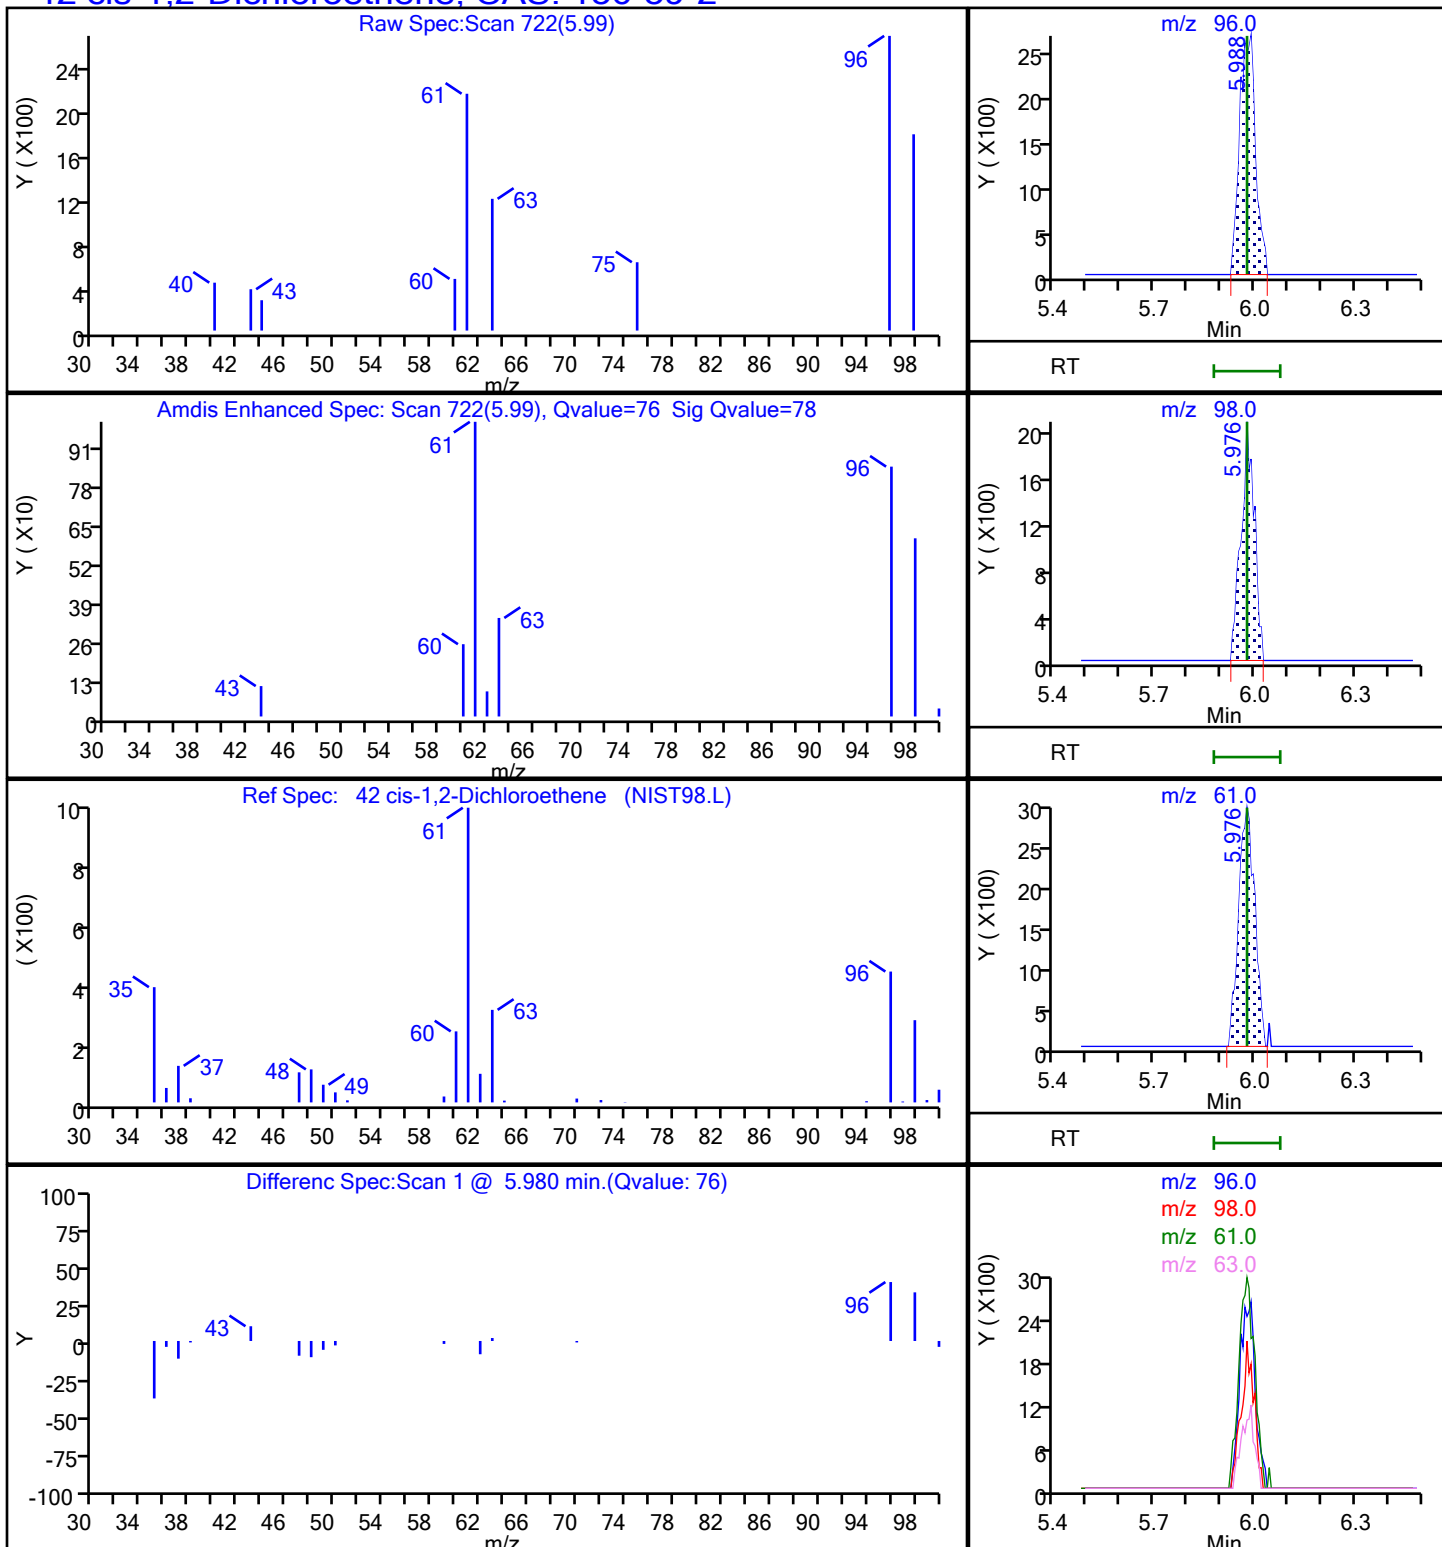 Raw Spec:Scan 722(5.99)
Y ( X100)
24
20
16
12
8
4
0
96
61
63
75
60
40
43
30 34 38 42 46 50 54 58 62 66 70 74 78 82 86 90 94 98
m/z
m/z 96.0
5.988
Y ( X100)
25
20
15
10
5
0
5.4 5.7 6.0 6.3
Min
RT
Amdis Enhanced Spec: Scan 722(5.99), Qvalue=76 Sig Qvalue=78
Y ( X10)
91
78
65
52
39
26
13
0
61
96
63
60
43
30 34 38 42 46 50 54 58 62 66 70 74 78 82 86 90 94 98
m/z
m/z 98.0
5.976
Y ( X100)
20
16
12
8
4
0
5.4 5.7 6.0 6.3
Min
RT
Ref Spec: 42 cis-1,2-Dichloroethene (NIST98.L)
( X100)
10
8
6
4
2
0
61
96
35
63
60
37
48
49
30 34 38 42 46 50 54 58 62 66 70 74 78 82 86 90 94 98
m/z 61.0
5.976
Y ( X100)
30
25
20
15
10
5
0
5.4 5.7 6.0 6.3
Min
RT
Differenc Spec:Scan 1 @ 5.980 min.(Qvalue: 76)
Y
100
75
50
25
0
-25
-50
-75
-100
43
96
30 34 38 42 46 50 54 58 62 66 70 74 78 82 86 90 94 98
m/z
m/z 96.0
m/z 98.0
m/z 61.0
m/z 63.0
Y ( X100)
30
24
18
12
6
0
5.4 5.7 6.0 6.3
Min